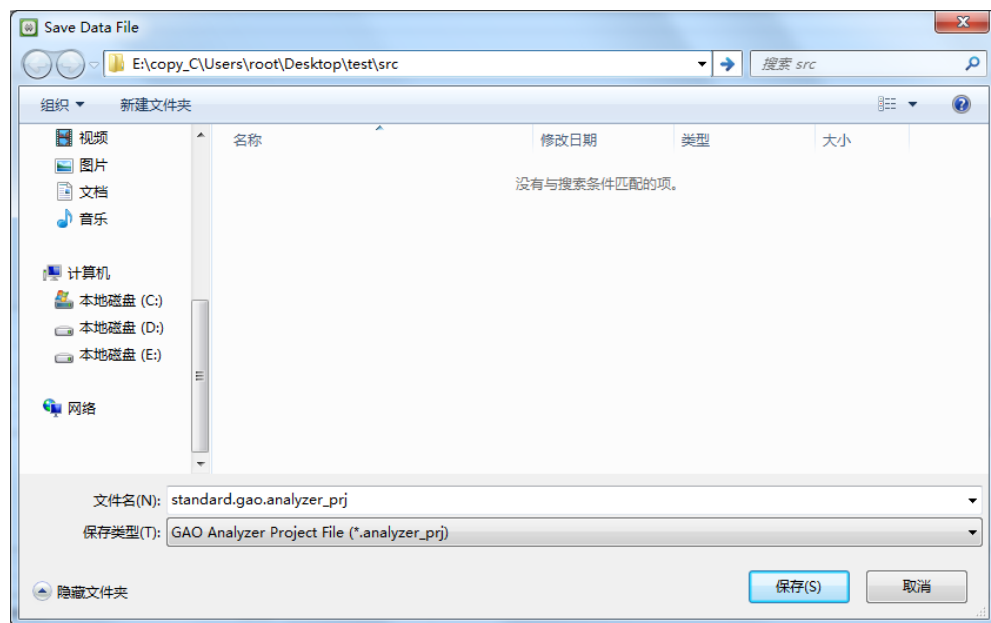 Save Data File
E:\copy_C\Users\root\Desktop\test\src
搜索 src
组织 新建文件夹
名称 修改日期 类型 大小
没有与搜索条件匹配的项。
视频
图片
文档
音乐
计算机
本地磁盘 (C:)
本地磁盘 (D:)
本地磁盘 (E:)
网络
文件名(N): standard.gao.analyzer_prj
保存类型(T): GAO Analyzer Project File (*.analyzer_prj)
隐藏文件夹 保存(S) 取消